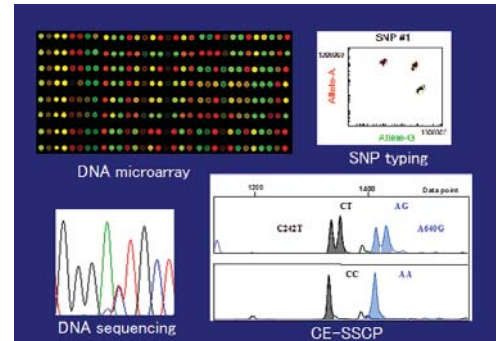 DNA microarray
SNP #1
Allele-A
Allele-G
SNP typing
DNA sequencing
1200
1400
Data point
CT
AG
C242T
A640G
CC
AA
CE-SSCP